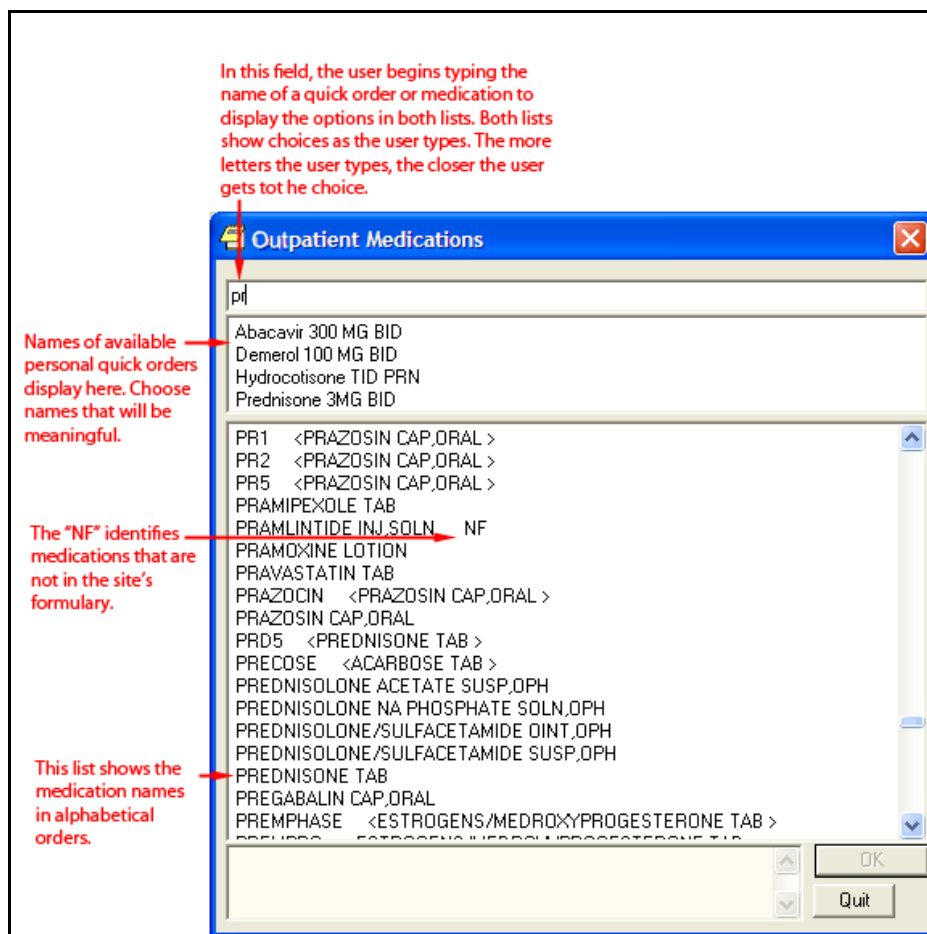 In this field, the user begins typing the
name of a quick order or medication to
display the options in both lists. Both lists
show choices as the user types. The more
letters the user types, the closer the user
gets tot he choice.
Outpatient Medications
pr
Names of available
personal quick orders
display here. Choose
names that will be
meaningful.
Abacavir 300 MG BID
Demerol 100 MG BID
Hydrocotisone TID PRN
Prednisone 3MG BID
PR1 <PRAZOSIN CAP,ORAL >
PR2 <PRAZOSIN CAP,ORAL >
PR5 <PRAZOSIN CAP,ORAL >
PRAMIPEXOLE TAB
PRAMLINTIDE INJ,SOLN NF
PRAMOXINE LOTION
PRAVASTATIN TAB
PRAZOCIN <PRAZOSIN CAP,ORAL >
PRAZOSIN CAP,ORAL
PRD5 <PREDNISONE TAB >
PRECOSE <ACARBOSE TAB >
PREDNISOLONE ACETATE SUSP,OPH
PREDNISOLONE NA PHOSPHATE SOLN,OPH
PREDNISOLONE/SULFACETAMIDE OINT,OPH
PREDNISOLONE/SULFACETAMIDE SUSP,OPH
PREDNISONE TAB
PREGABALIN CAP,ORAL
PREMPHASE <ESTROGENS/MEDROXYPROGESTERONE TAB >
The "NF" identifies
medications that are
not in the site's
formulary.
This list shows the
medication names
in alphabetical
orders.
OK
Quit